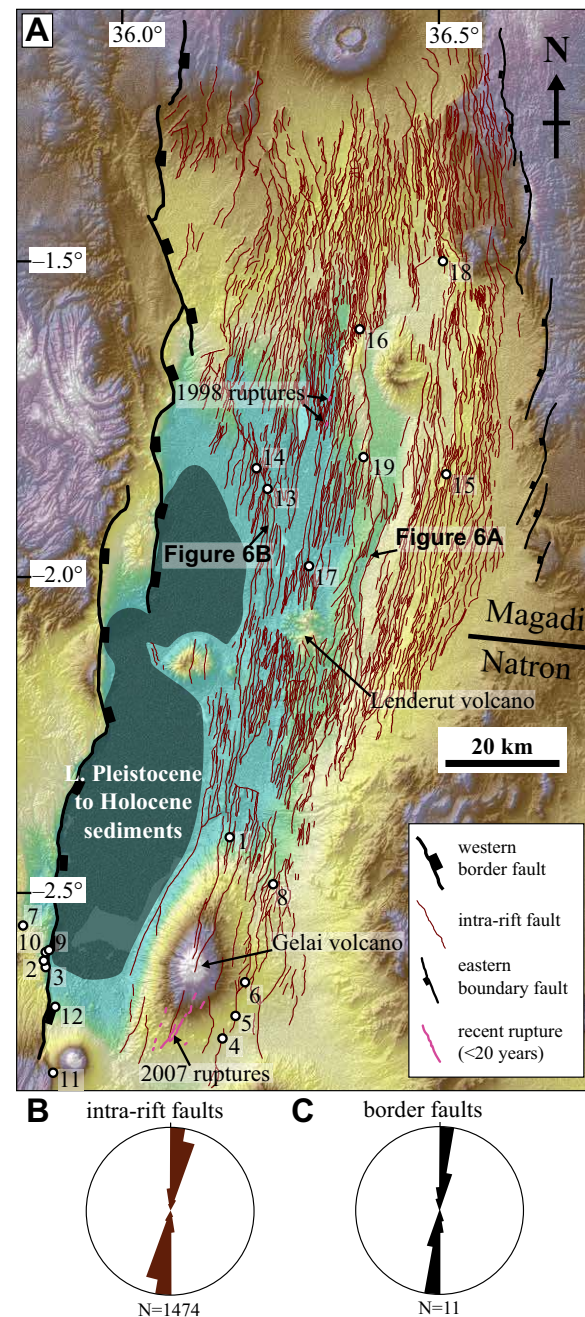 A
36.0°
36.5°
N
–1.5°
18
16
1998 ruptures
14
19
15
13
Figure 6B
Figure 6A
17
–2.0°
Magadi
Natron
Lenderut volcano
20 km
L. Pleistocene
to Holocene
sediments
1
western
border fault
–2.5°
8
intra-rift fault
7
10
9
2
3
Gelai volcano
eastern
boundary fault
6
12
5
4
recent rupture
(<20 years)
11
2007 ruptures
B
intra-rift faults
C
border faults
N=1474
N=11